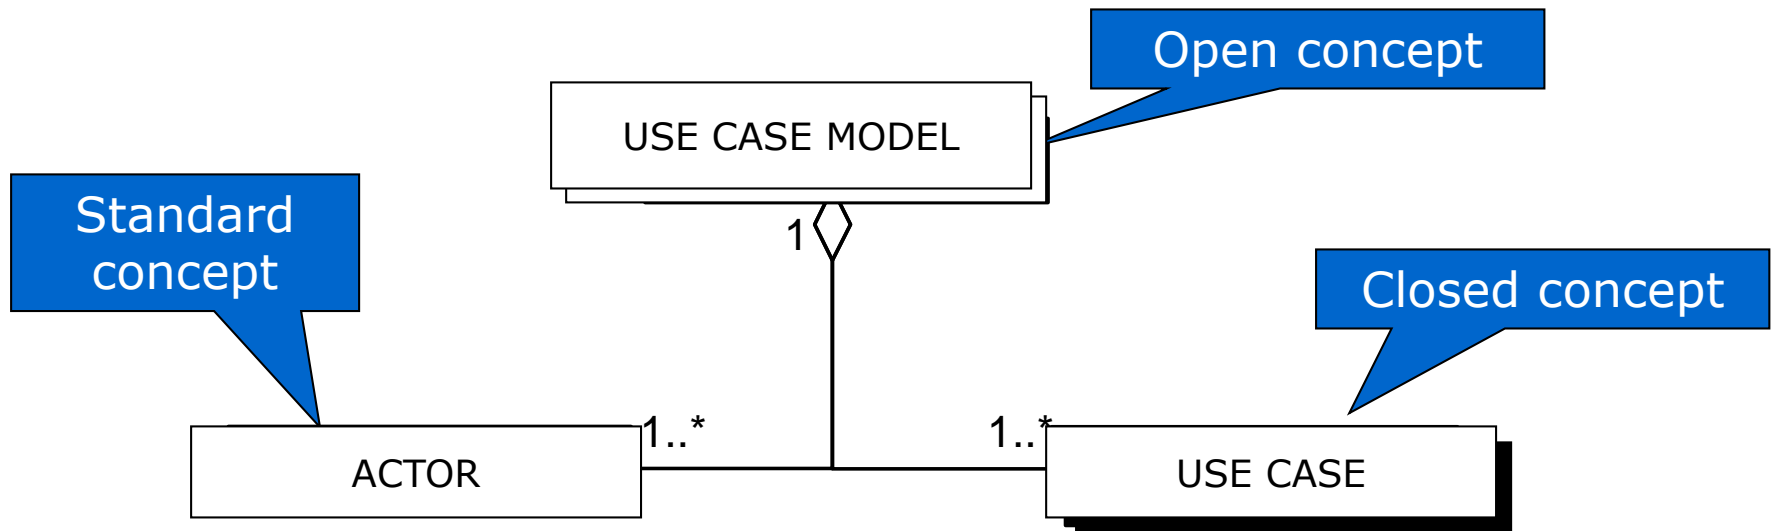 Open concept
USE CASE MODEL
Standard
concept
1
Closed concept
1..*
1..*
ACTOR
USE CASE